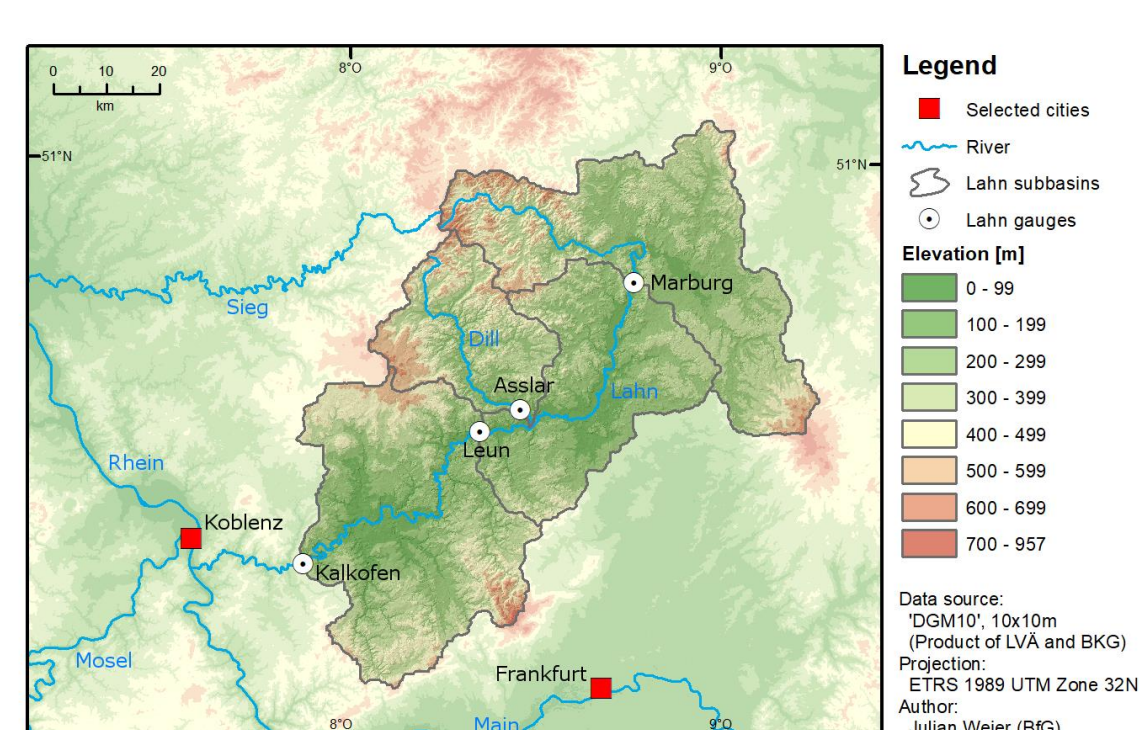 0 10 20
km
8°O
9°O
51°N
51°N
Sieg
Marburg
Dill
Asslar
Lahn
Leun
Rhein
Koblenz
Kalkofen
Mosel
Frankfurt
Main
8°O
9°O
Legend
Selected cities
River
Lahn subbasins
Lahn gauges
Elevation [m]
0 - 99
100 - 199
200 - 299
300 - 399
400 - 499
500 - 599
600 - 699
700 - 957
Data source:
'DGM10', 10x10m
(Product of LVÄ and BKG)
Projection:
ETRS 1989 UTM Zone 32N
Author:
Julian Weier (BfG)